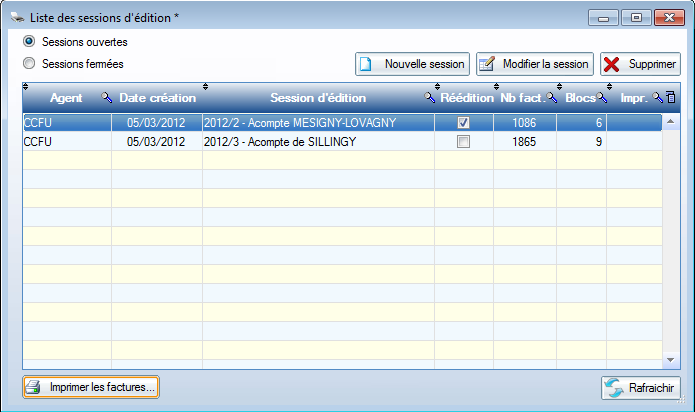 Liste des sessions d'édition *
Sessions ouvertes
Sessions fermées
Nouvelle session Modifier la session Supprimer
Agent Date création Session d'édition Réédition Nb fact. Blocs Impr.
CCFU 05/03/2012 2012/2 - Acompte MESIGNY-LOVAGNY 1086 6
CCFU 05/03/2012 2012/3 - Acompte de SILLINGY 1865 9
Imprimer les factures... Rafraichir